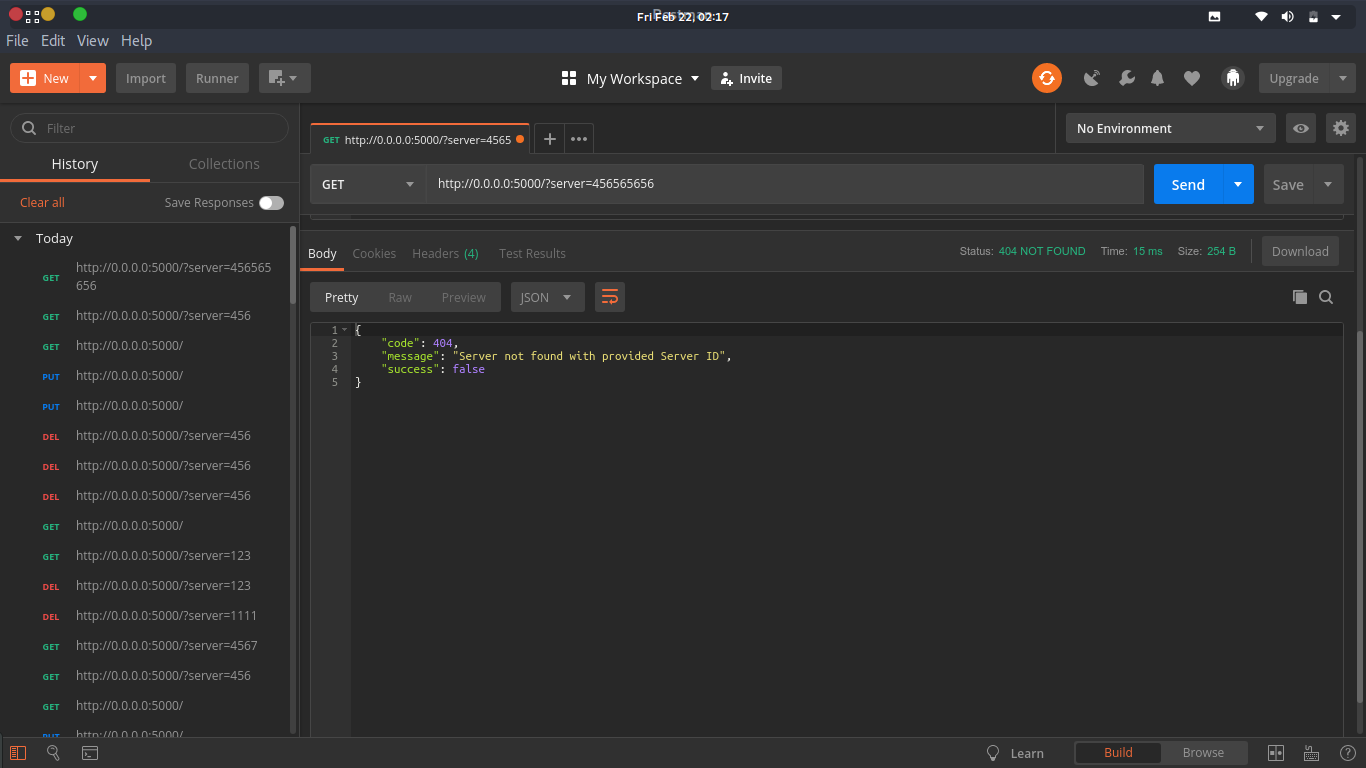 Fri Feb 22, 02:17
File Edit View Help
New Import Runner My Workspace Invite Upgrade
Filter
History Collections
Clear all Save Responses
Today
GET http://0.0.0.0:5000/?server=456565
656
GET http://0.0.0.0:5000/?server=456
GET http://0.0.0.0:5000/
PUT http://0.0.0.0:5000/
PUT http://0.0.0.0:5000/
DEL http://0.0.0.0:5000/?server=456
DEL http://0.0.0.0:5000/?server=456
DEL http://0.0.0.0:5000/?server=456
GET http://0.0.0.0:5000/
GET http://0.0.0.0:5000/?server=123
DEL http://0.0.0.0:5000/?server=123
DEL http://0.0.0.0:5000/?server=1111
GET http://0.0.0.0:5000/?server=4567
GET http://0.0.0.0:5000/?server=456
GET http://0.0.0.0:5000/
PUT http://0.0.0.0:5000/
GET http://0.0.0.0:5000/?server=4565
No Environment
GET http://0.0.0.0:5000/?server=456565656 Send Save
Body Cookies Headers (4) Test Results Status: 404 NOT FOUND Time: 15 ms Size: 254 B Download
Pretty Raw Preview JSON
1 {
2 "code": 404,
3 "message": "Server not found with provided Server ID",
4 "success": false
5 }
Learn Build Browse